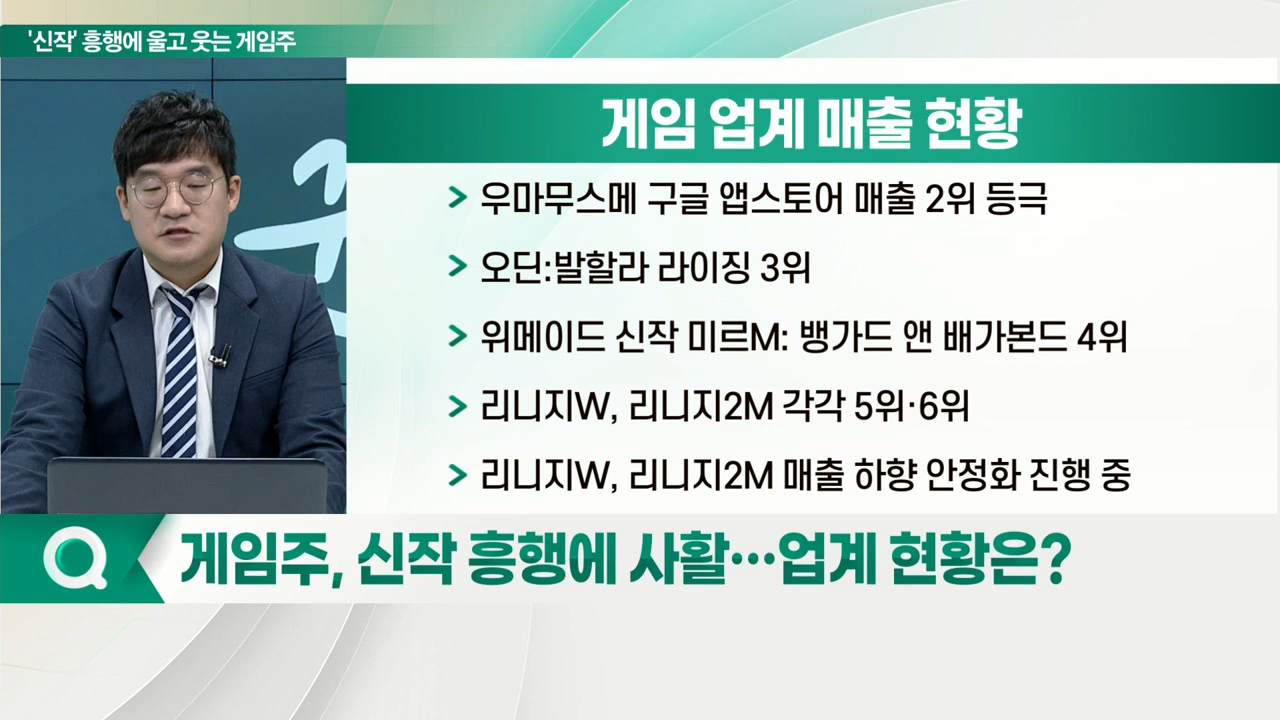 '신작' 흥행에 울고 웃는 게임주
게임 업계 매출 현황
> 우마무스메 구글 앱스토어 매출 2위 등극
> 오딘:발할라 라이징 3위
> 위메이드 신작 미르M: 뱅가드 앤 배가본드 4위
> 리니지W, 리니지2M 각각 5위·6위
> 리니지W, 리니지2M 매출 하향 안정화 진행 중
Q 게임주, 신작 흥행에 사활…업계 현황은?